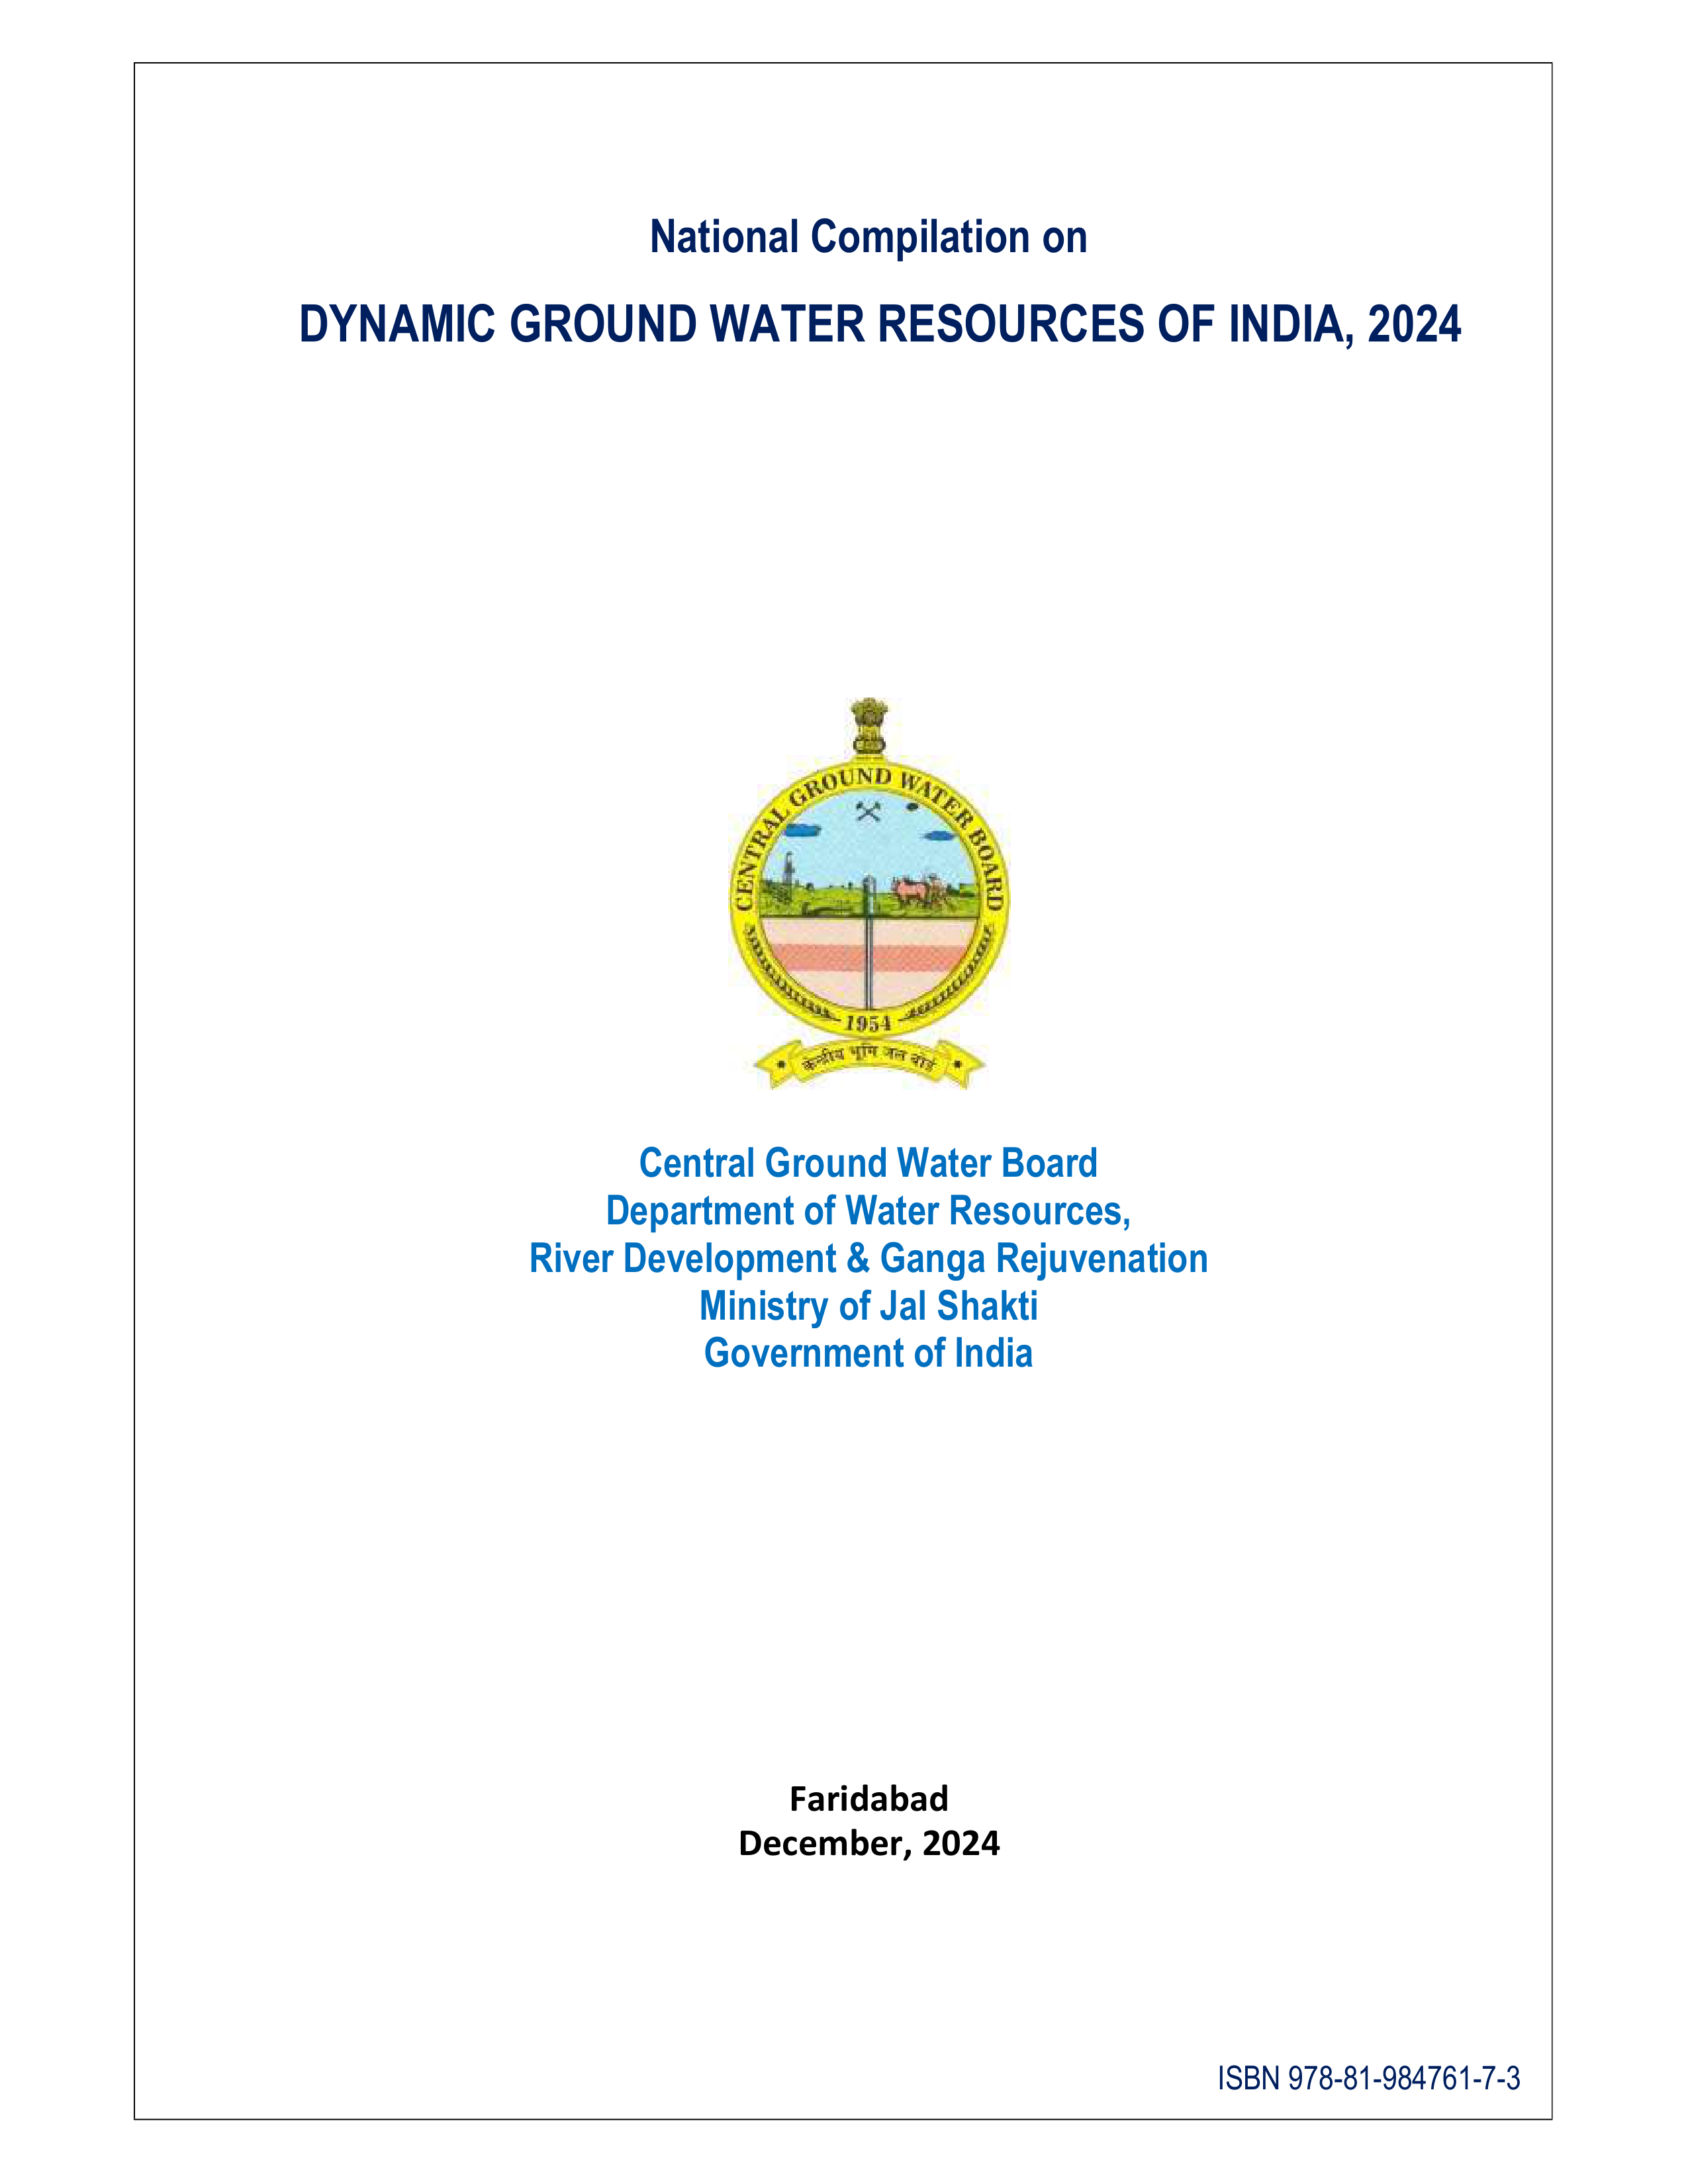 National Compilation on
DYNAMIC GROUND WATER RESOURCES OF INDIA, 2024
CENTRAL GROUND WATER BOARD
1954
केन्द्रीय भूमि जल बोर्ड
Central Ground Water Board
Department of Water Resources,
River Development & Ganga Rejuvenation
Ministry of Jal Shakti
Government of India
Faridabad
December, 2024
ISBN 978-81-984761-7-3